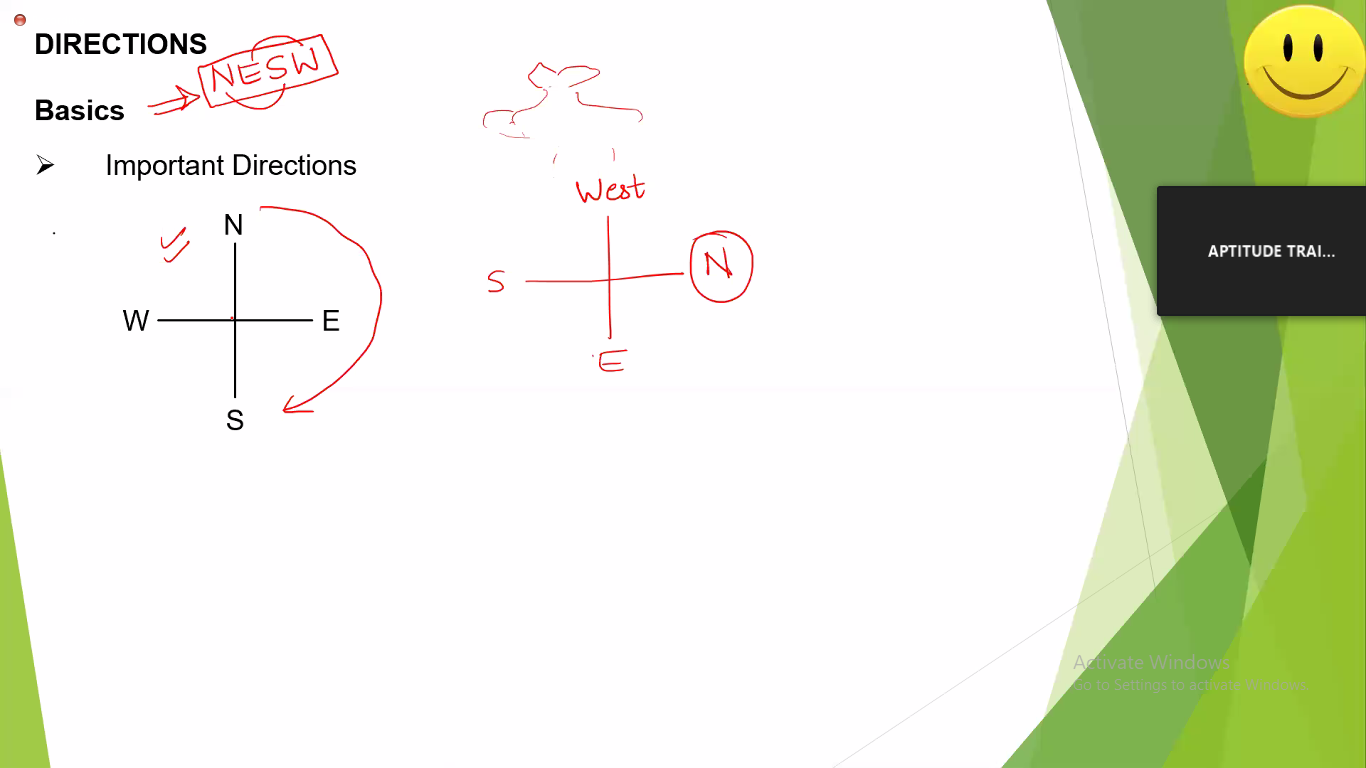 DIRECTIONS
NESW
Basics
Important Directions
N
W E
S
West
S N
E
APTITUDE TRAI...
Activate Windows
Go to Settings to activate Windows.